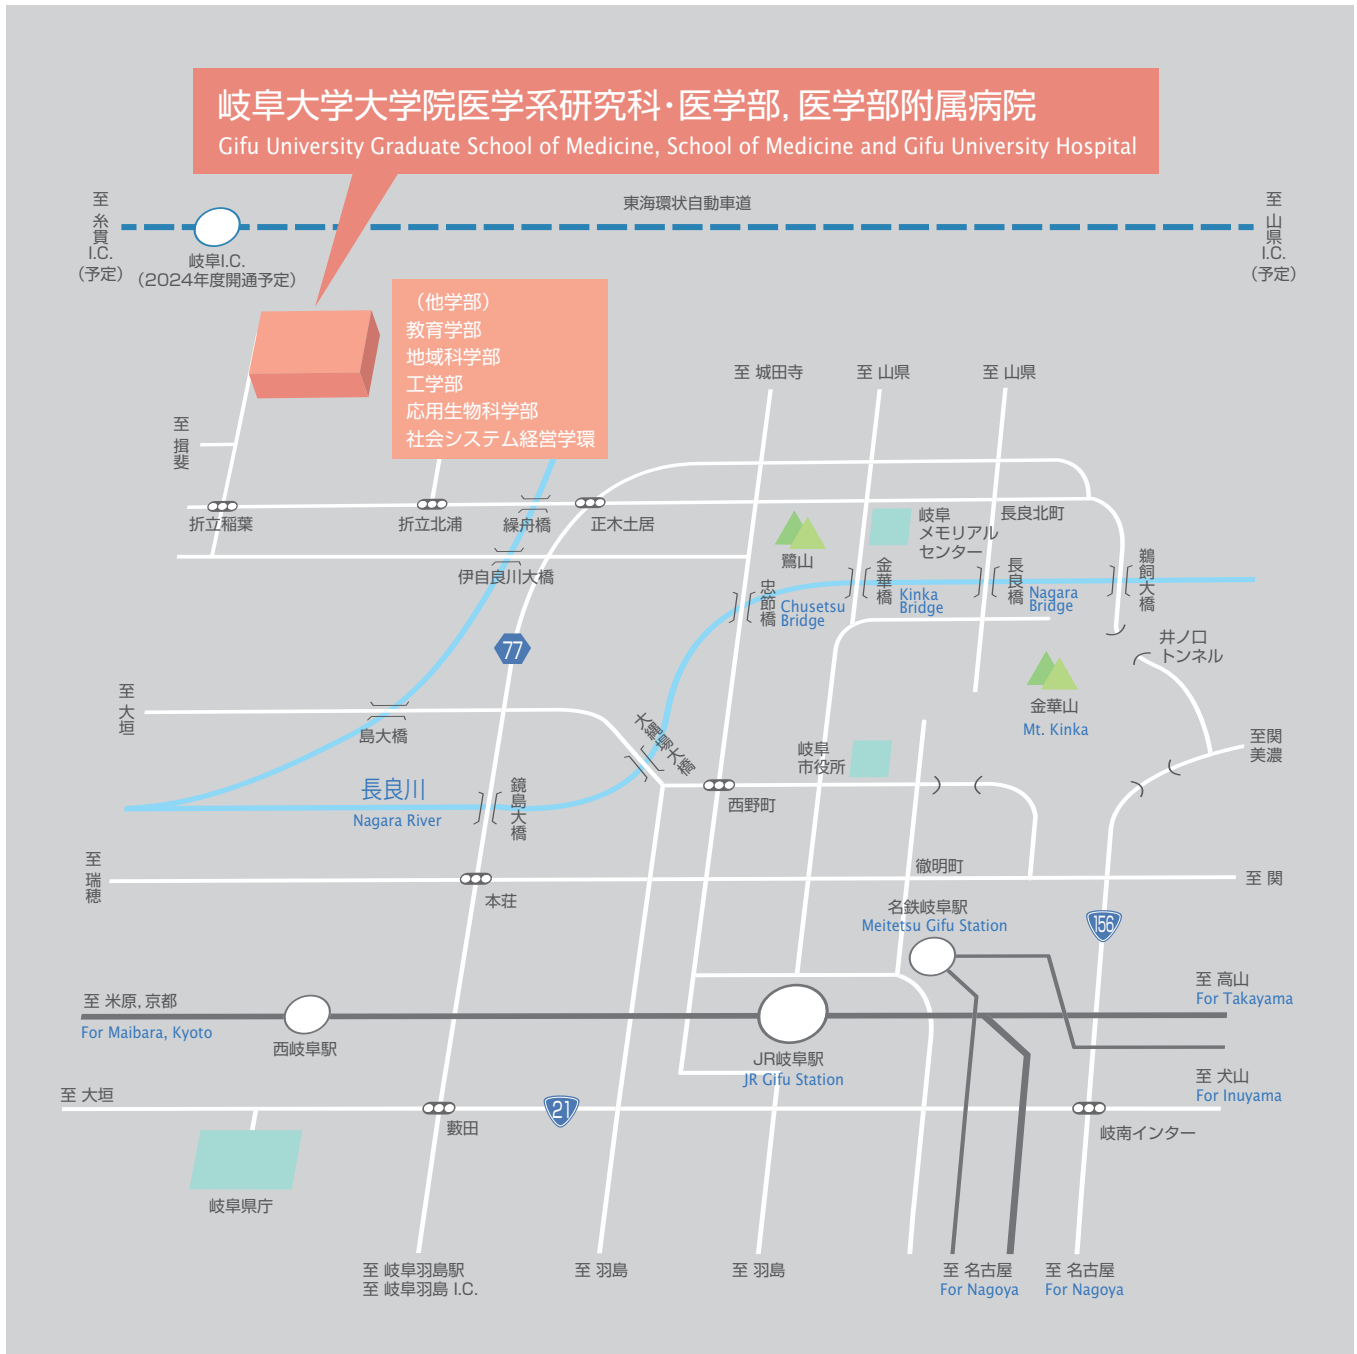 岐阜大学大学院医学系研究科・医学部, 医学部附属病院
Gifu University Graduate School of Medicine, School of Medicine and Gifu University Hospital
至 糸貫 I.C.
(予定)
東海環状自動車道
至 山県 I.C.
(予定)
岐阜I.C.
(2024年度開通予定)
（他学部）
教育学部
地域科学部
工学部
応用生物科学部
社会システム経営学環
至 城田寺
至 山県
至 山県
至 揖斐
折立稲葉
折立北浦
繰舟橋
正木土居
岐阜
メモリアル
センター
長良北町
鷺山
伊自良川大橋
忠節橋
Chusetsu
Bridge
金華橋
Kinka
Bridge
長良橋
Nagara
Bridge
鵜飼大橋
井ノ口
トンネル
77
金華山
Mt. Kinka
至 大垣
島大橋
大縄場大橋
岐阜
市役所
至関
美濃
長良川
Nagara River
鏡島大橋
西野町
至 瑞穂
本荘
徹明町
至 関
名鉄岐阜駅
Meitetsu Gifu Station
156
至 米原, 京都
For Maibara, Kyoto
西岐阜駅
JR岐阜駅
JR Gifu Station
至 高山
For Takayama
至 犬山
For Inuyama
至 大垣
藪田
21
岐南インター
岐阜県庁
至 岐阜羽島駅
至 岐阜羽島 I.C.
至 羽島
至 羽島
至 名古屋
For Nagoya
至 名古屋
For Nagoya